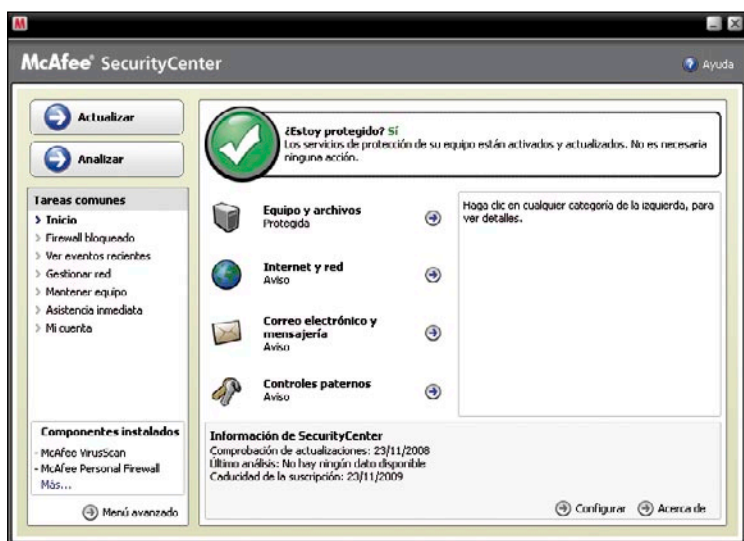 M
McAfee® SecurityCenter
Ayuda
Actualizar
Analizar
Tareas comunes
Inicio
Firewall bloqueado
Ver eventos recientes
Gestionar red
Mantener equipo
Asistencia inmediata
Mi cuenta
Componentes instalados
- McAfee VirusScan
- McAfee Personal Firewall
Más...
Menú avanzado
¿Estoy protegido? Sí
Los servicios de protección de su equipo están activados y actualizados. No es necesaria
ninguna acción.
Equipo y archivos
Protegida
Internet y red
Aviso
Correo electrónico y
mensajería
Aviso
Controles paternos
Aviso
Haga clic en cualquier categoría de la izquierda, para
ver detalles.
Información de SecurityCenter
Comprobación de actualizaciones: 23/11/2008
Último análisis: No hay ningún dato disponible
Caducidad de la suscripción: 23/11/2009
Configurar
Acerca de